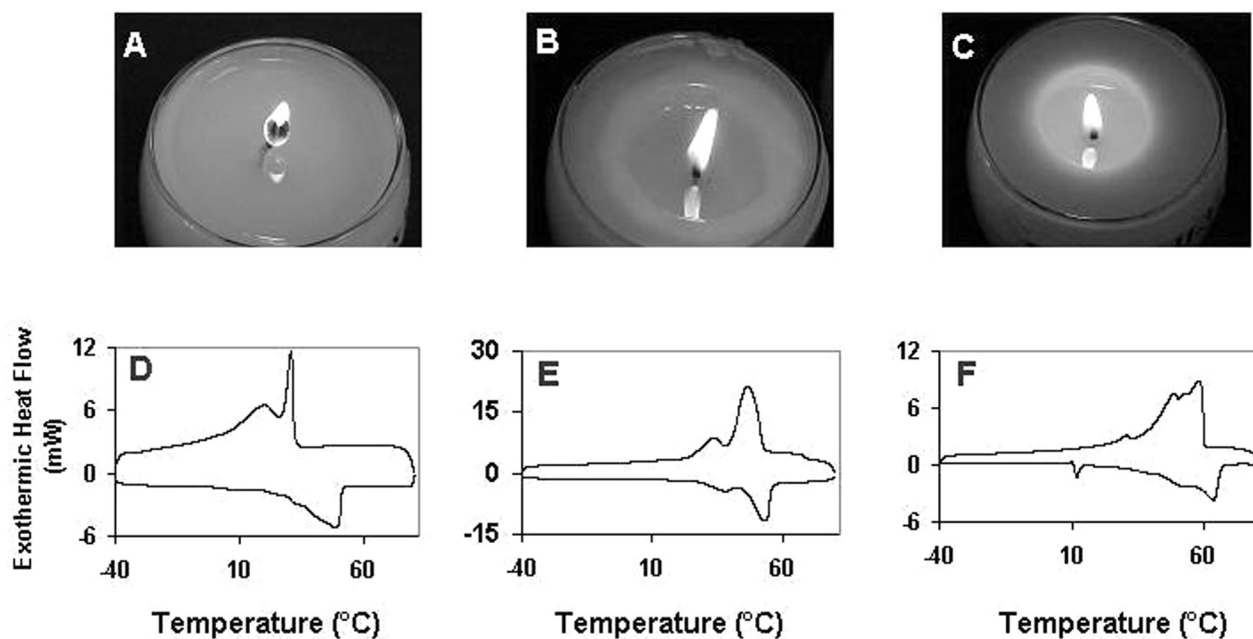 A
B
C
Exothermic Heat Flow
(mW)
D
12
6
0
-6
-40
10
60
Temperature (°C)
E
30
15
0
-15
-40
10
60
Temperature (°C)
F
12
6
0
-6
-40
10
60
Temperature (°C)